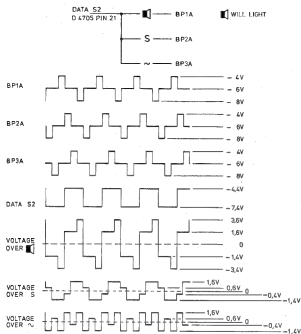 DATA S2
D 4705 PIN 21
BP1A
WILL LIGHT
S
BP2A
~
BP3A
BP1A
- 4V
- 6V
- 8V
BP2A
- 4V
- 6V
- 8V
BP3A
- 4V
- 6V
- 8V
DATA S2
-4,4V
-7,4V
VOLTAGE
OVER
3,6V
1,6V
0
-1,4V
-3,4V
VOLTAGE
OVER S
1,6V
0,6V
0
-0,4V
-1,4V
VOLTAGE
OVER ~
1,6V
0,6V
0
-0,4V
-1,4V